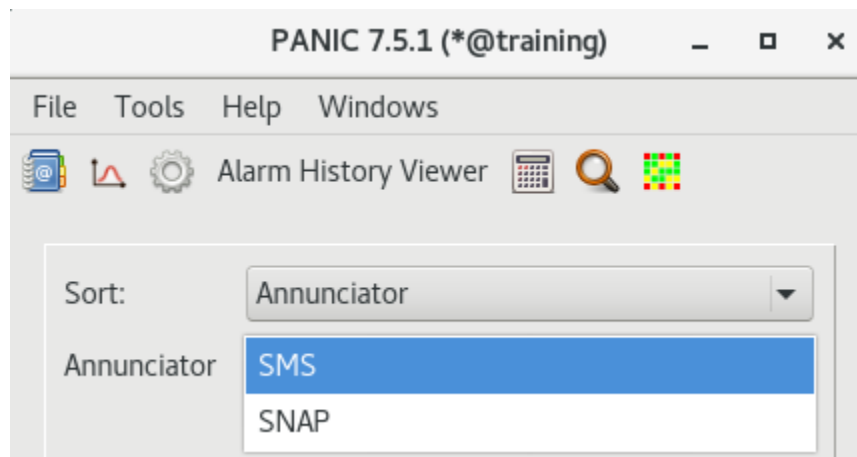 PANIC 7.5.1 (*@training)
File Tools Help Windows
Alarm History Viewer
Sort: Annunciator
Annunciator SMS
SNAP